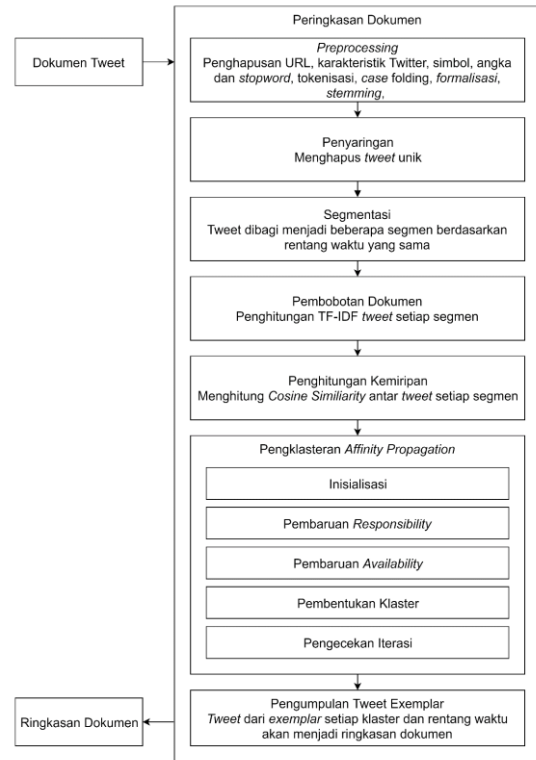 Peringkasan Dokumen
Dokumen Tweet
Preprocessing
Penghapusan URL, karakteristik Twitter, simbol, angka
dan stopword, tokenisasi, case folding, formalisasi,
stemming,
Penyaringan
Menghapus tweet unik
Segmentasi
Tweet dibagi menjadi beberapa segmen berdasarkan
rentang waktu yang sama
Pembobotan Dokumen
Penghitungan TF-IDF tweet setiap segmen
Penghitungan Kemiripan
Menghitung Cosine Similiarity antar tweet setiap segmen
Pengklasteran Affinity Propagation
Inisialisasi
Pembaruan Responsibility
Pembaruan Availability
Pembentukan Klaster
Pengecekan Iterasi
Pengumpulan Tweet Exemplar
Tweet dari exemplar setiap klaster dan rentang waktu
akan menjadi ringkasan dokumen
Ringkasan Dokumen